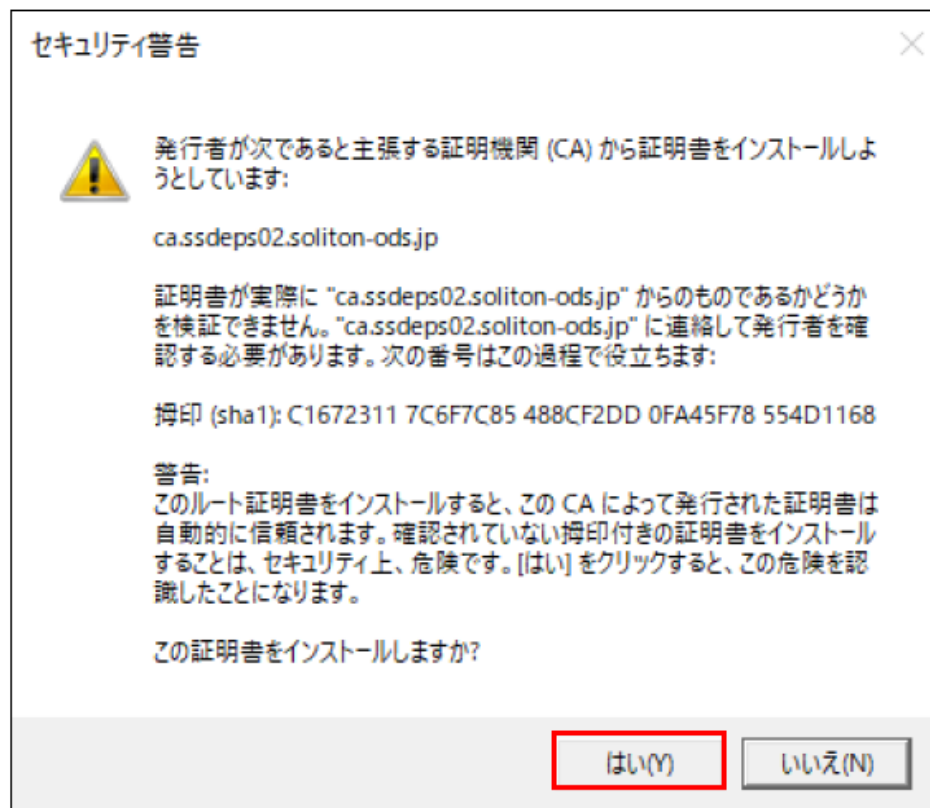 セキュリティ警告
発行者が次であると主張する証明機関 (CA) から証明書をインストールしよ
うとしています:
ca.ssdeps02.soliton-ods.jp
証明書が実際に "ca.ssdeps02.soliton-ods.jp" からのものであるかどうか
を検証できません。"ca.ssdeps02.soliton-ods.jp" に連絡して発行者を確
認する必要があります。次の番号はこの過程で役立ちます:
拇印 (sha1): C1672311 7C6F7C85 488CF2DD 0FA45F78 554D1168
警告:
このルート証明書をインストールすると、この CA によって発行された証明書は
自動的に信頼されます。確認されていない拇印付きの証明書をインストール
することは、セキュリティ上、危険です。[はい] をクリックすると、この危険を認
識したことになります。
この証明書をインストールしますか?
はい(Y)
いいえ(N)